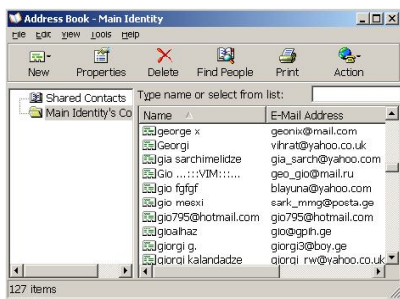 Address Book - Main Identity
File Edit View Tools Help
New Properties Delete Find People Print Action
Shared Contacts
Main Identity's Co
Type name or select from list:
Name E-Mail Address
george x geonix@mail.com
Georgi vihrat@yahoo.co.uk
gia sarchimelidze gia_sarch@yahoo.com
Gio ...:::VIM:::... geo_gio@mail.ru
gio fgfgf blayuna@yahoo.com
gio mesxi sark_mmg@posta.ge
gio795@hotmail.com gio795@hotmail.com
gioalhaz gio@gpih.ge
giorgi g. giorgi3@boy.ge
giorgi kalandadze giorgi_rw@yahoo.co.uk
127 items